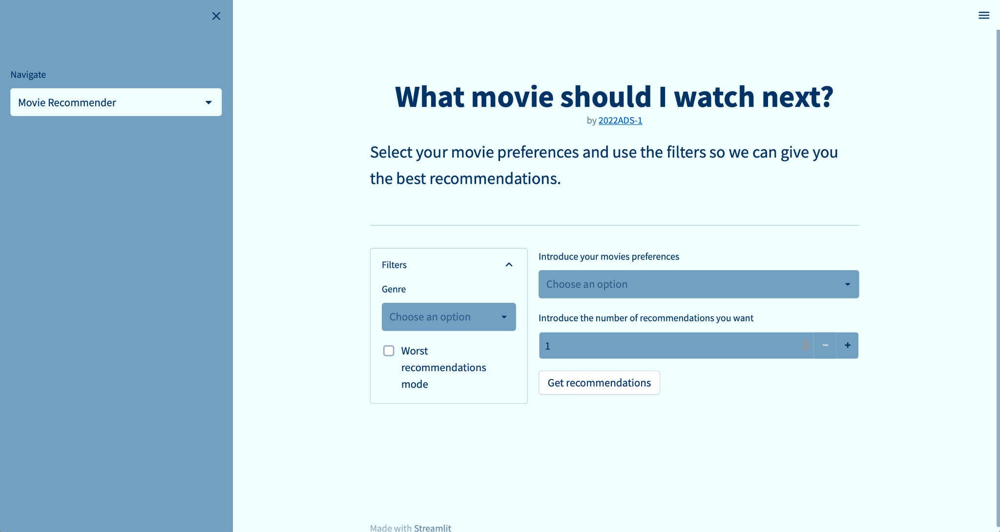 Navigate
Movie Recommender
What movie should I watch next?
by 2022ADS-1
Select your movie preferences and use the filters so we can give you
the best recommendations.
Filters
Genre
Choose an option
Worst
recommendations
mode
Introduce your movies preferences
Choose an option
Introduce the number of recommendations you want
1
Get recommendations
Made with Streamlit